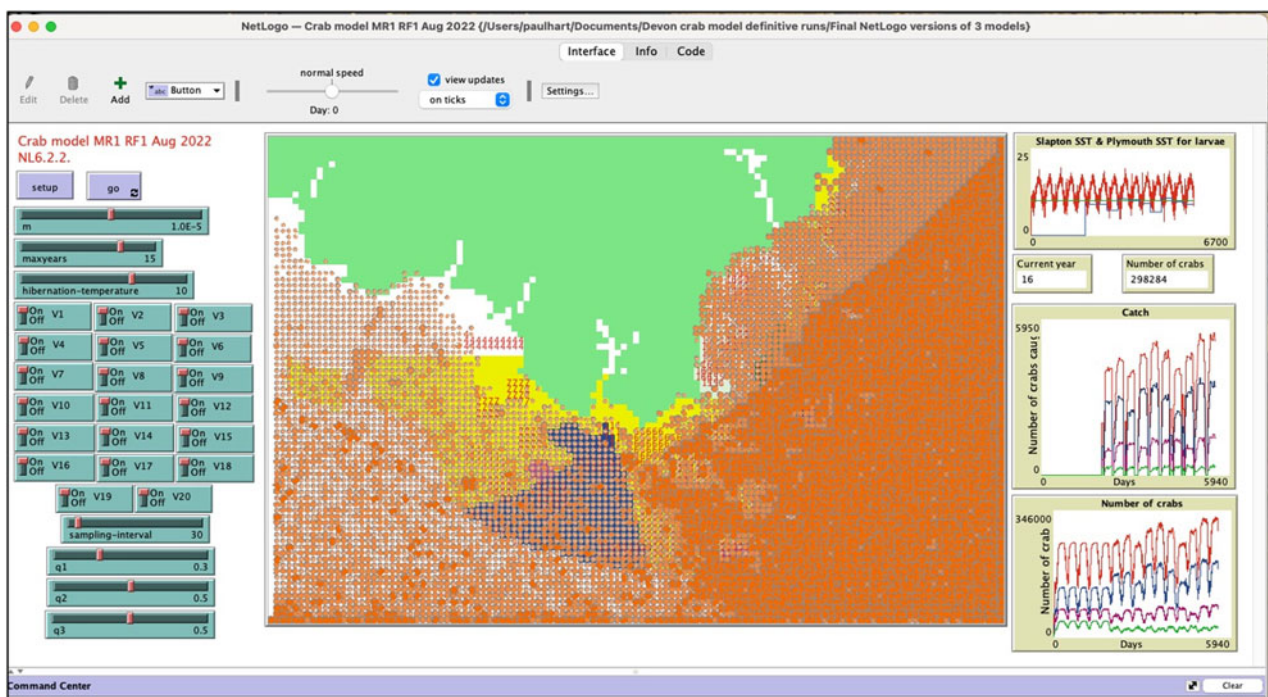 NetLogo — Crab model MR1 RF1 Aug 2022 {/Users/paulhart/Documents/Devon crab model definitive runs/Final NetLogo versions of 3 models}
Interface Info Code
Edit
Delete
Add
abc Button
normal speed
Day: 0
view updates
on ticks
Settings...
Crab model MR1 RF1 Aug 2022
NL6.2.2.
setup
go
m 1.0E-5
maxyears 15
hibernation-temperature 10
On Off V1
On Off V2
On Off V3
On Off V4
On Off V5
On Off V6
On Off V7
On Off V8
On Off V9
On Off V10
On Off V11
On Off V12
On Off V13
On Off V14
On Off V15
On Off V16
On Off V17
On Off V18
On Off V19
On Off V20
sampling-interval 30
q1 0.3
q2 0.5
q3 0.5
Slapton SST & Plymouth SST for larvae
25
0
0 6700
Current year
16
Number of crabs
298284
Catch
5950
Number of crabs caug
0
0 Days 5940
Number of crabs
346000
Number of crab
0
0 Days 5940
Command Center
Clear